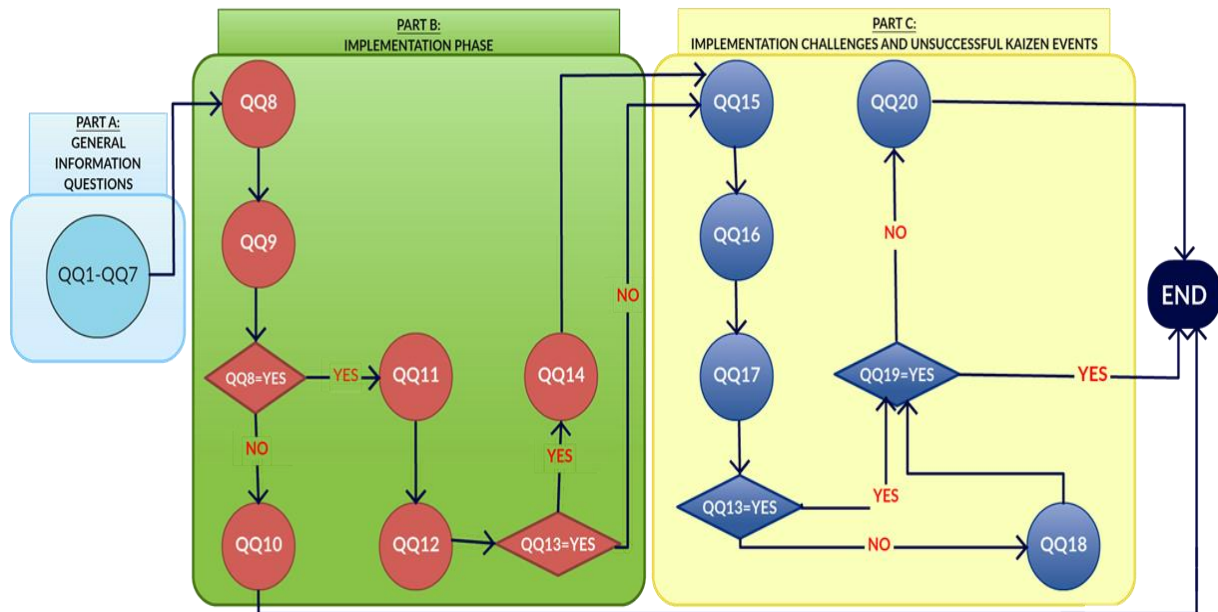 PART A:
GENERAL
INFORMATION
QUESTIONS
QQ1-QQ7
PART B:
IMPLEMENTATION PHASE
QQ8
QQ9
QQ8=YES
YES
NO
QQ10
QQ11
QQ12
QQ13=YES
YES
QQ14
NO
PART C:
IMPLEMENTATION CHALLENGES AND UNSUCCESSFUL KAIZEN EVENTS
QQ15
QQ16
QQ17
QQ13=YES
YES
NO
QQ18
QQ19=YES
NO
YES
QQ20
END